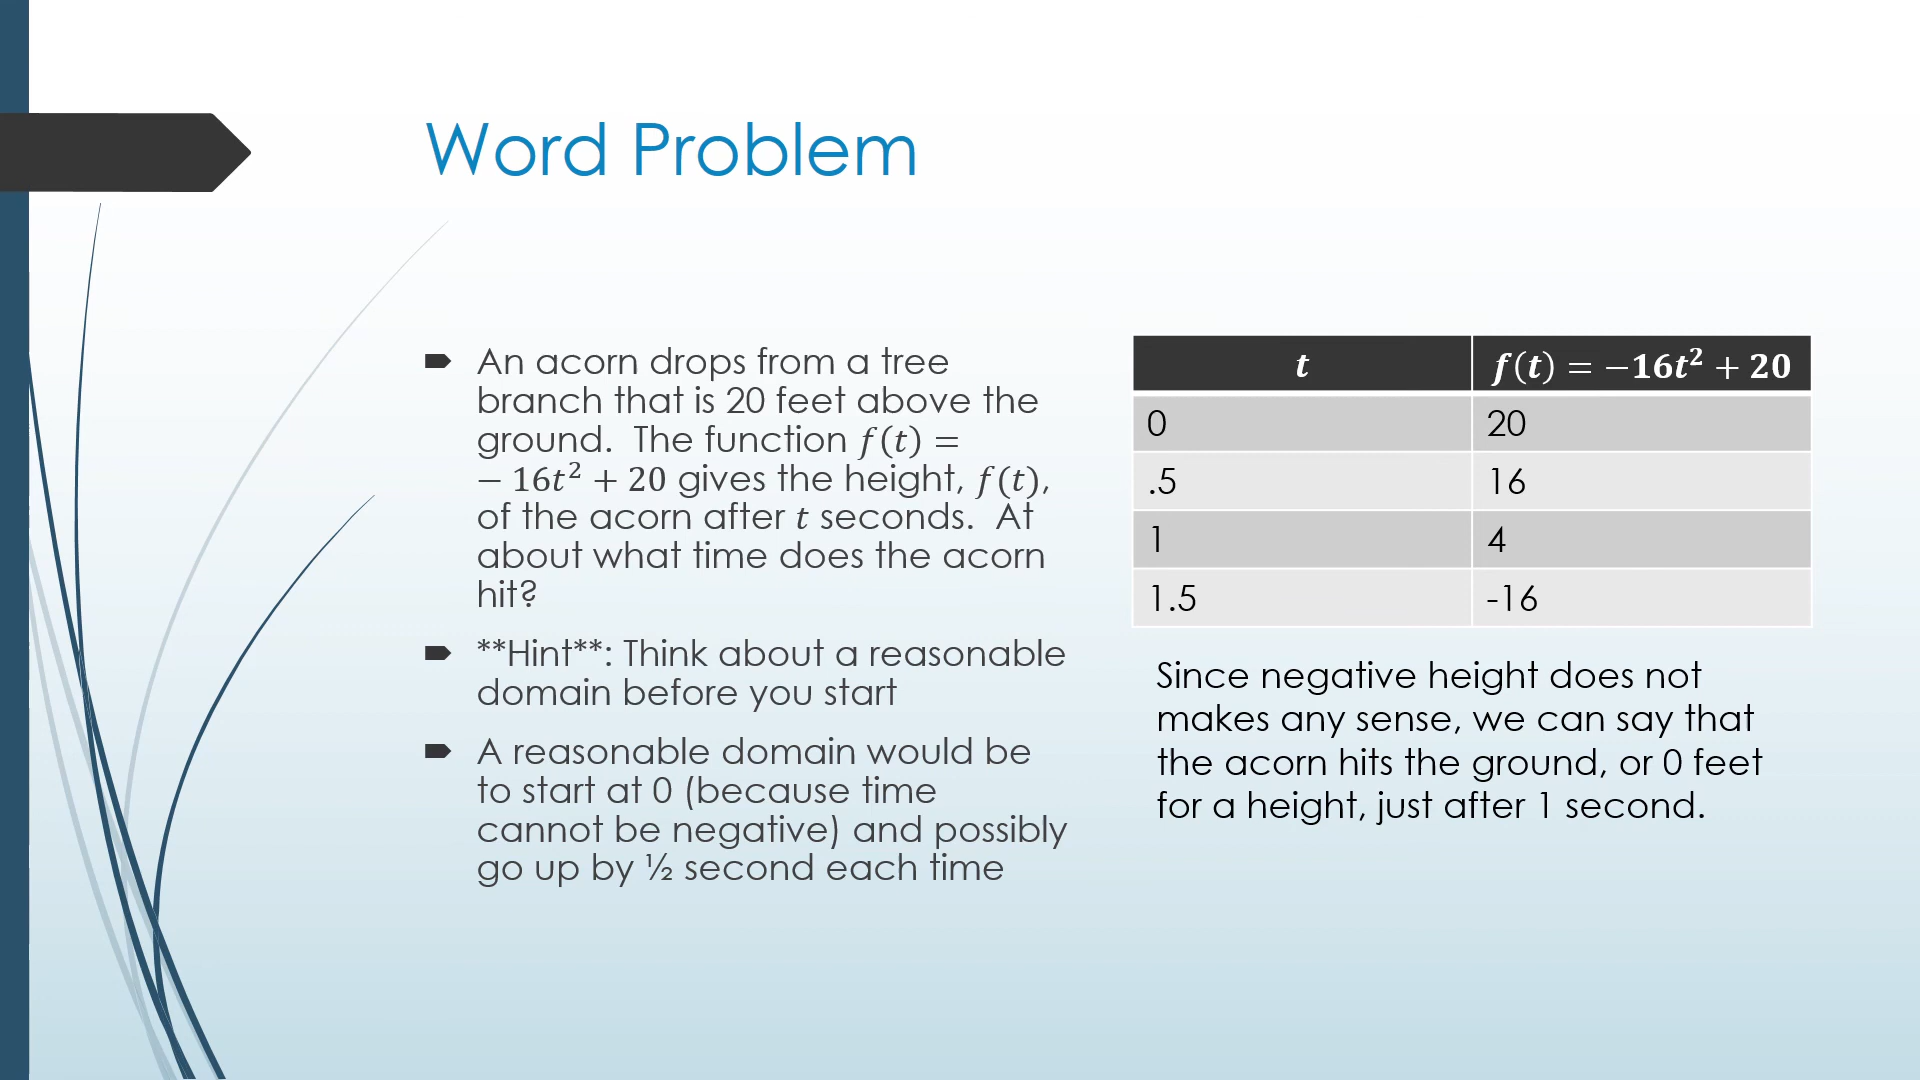 Word Problem
An acorn drops from a tree
branch that is 20 feet above the
ground.  The function f(t) =
− 16t² + 20 gives the height, f(t),
of the acorn after t seconds.  At
about what time does the acorn
hit?
**Hint**: Think about a reasonable
domain before you start
A reasonable domain would be
to start at 0 (because time
cannot be negative) and possibly
go up by ½ second each time
t f(t) = −16t² + 20
0 20
.5 16
1 4
1.5 -16
Since negative height does not
makes any sense, we can say that
the acorn hits the ground, or 0 feet
for a height, just after 1 second.